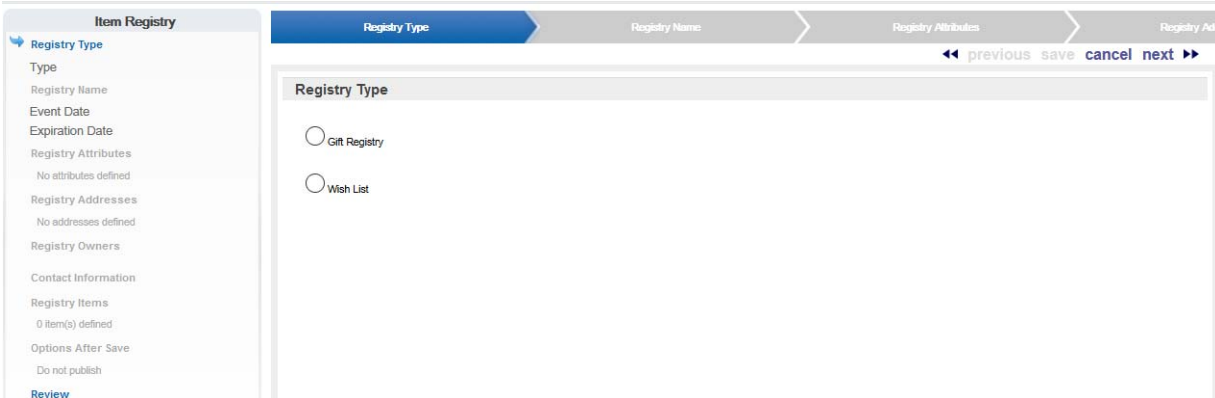 Item Registry
Registry Type
Type
Registry Name
Event Date
Expiration Date
Registry Attributes
No attributes defined
Registry Addresses
No addresses defined
Registry Owners
Contact Information
Registry Items
0 item(s) defined
Options After Save
Do not publish
Review
Registry Type Registry Name Registry Attributes Registry Ad
previous save cancel next
Registry Type
Gift Registry
Wish List